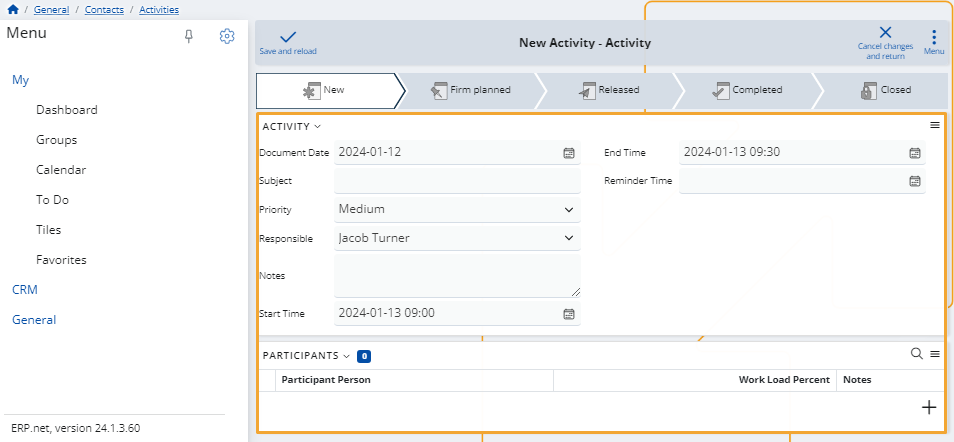 / General / Contacts / Activities
Menu
My
Dashboard
Groups
Calendar
To Do
Tiles
Favorites
CRM
General
ERP.net, version 24.1.3.60
Save and reload
New Activity - Activity
Cancel changes
and return
Menu
New
Firm planned
Released
Completed
Closed
ACTIVITY
Document Date 2024-01-12
End Time 2024-01-13 09:30
Subject
Reminder Time
Priority Medium
Responsible Jacob Turner
Notes
Start Time 2024-01-13 09:00
PARTICIPANTS 0
Participant Person Work Load Percent Notes